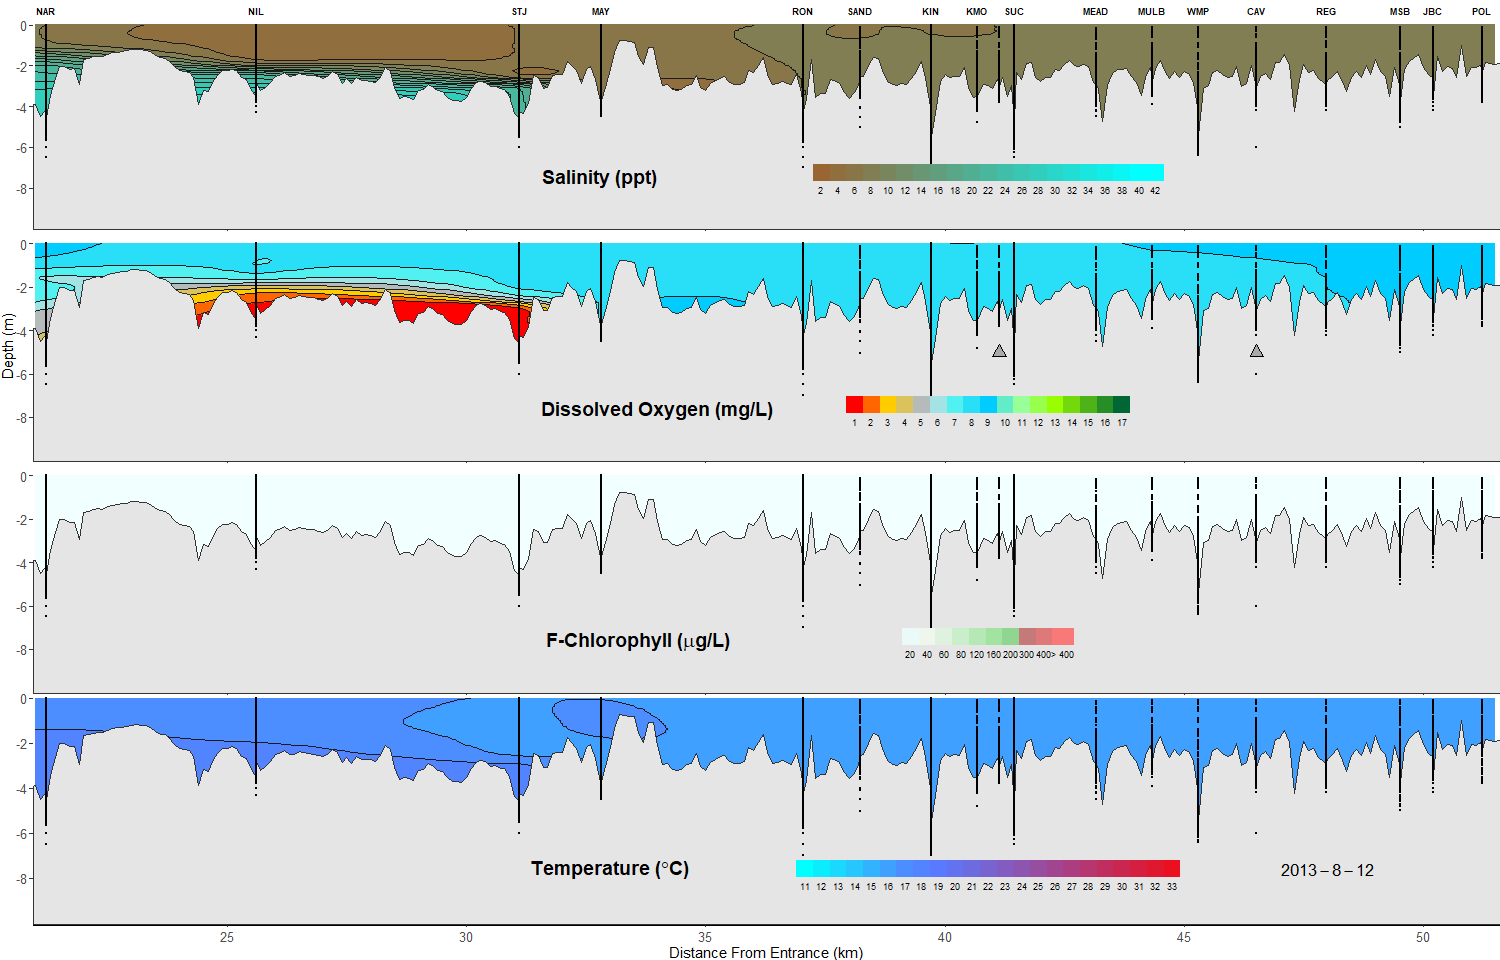 NAR NIL STJ MAY RON SAND KIN KMO SUC MEAD MULB WMP CAV REG MSB JBC POL
0
-2
-4
-6
-8
Salinity (ppt)
2 4 6 8 10 12 14 16 18 20 22 24 26 28 30 32 34 36 38 40 42
Depth (m)
0
-2
-4
-6
-8
Dissolved Oxygen (mg/L)
1 2 3 4 5 6 7 8 9 10 11 12 13 14 15 16 17
0
-2
-4
-6
-8
F-Chlorophyll (μg/L)
20 40 60 80 120 160 200 300 400> 400
0
-2
-4
-6
-8
Temperature (°C)
11 12 13 14 15 16 17 18 19 20 21 22 23 24 25 26 27 28 29 30 31 32 33
2013 – 8 – 12
25 30 35 40 45 50
Distance From Entrance (km)